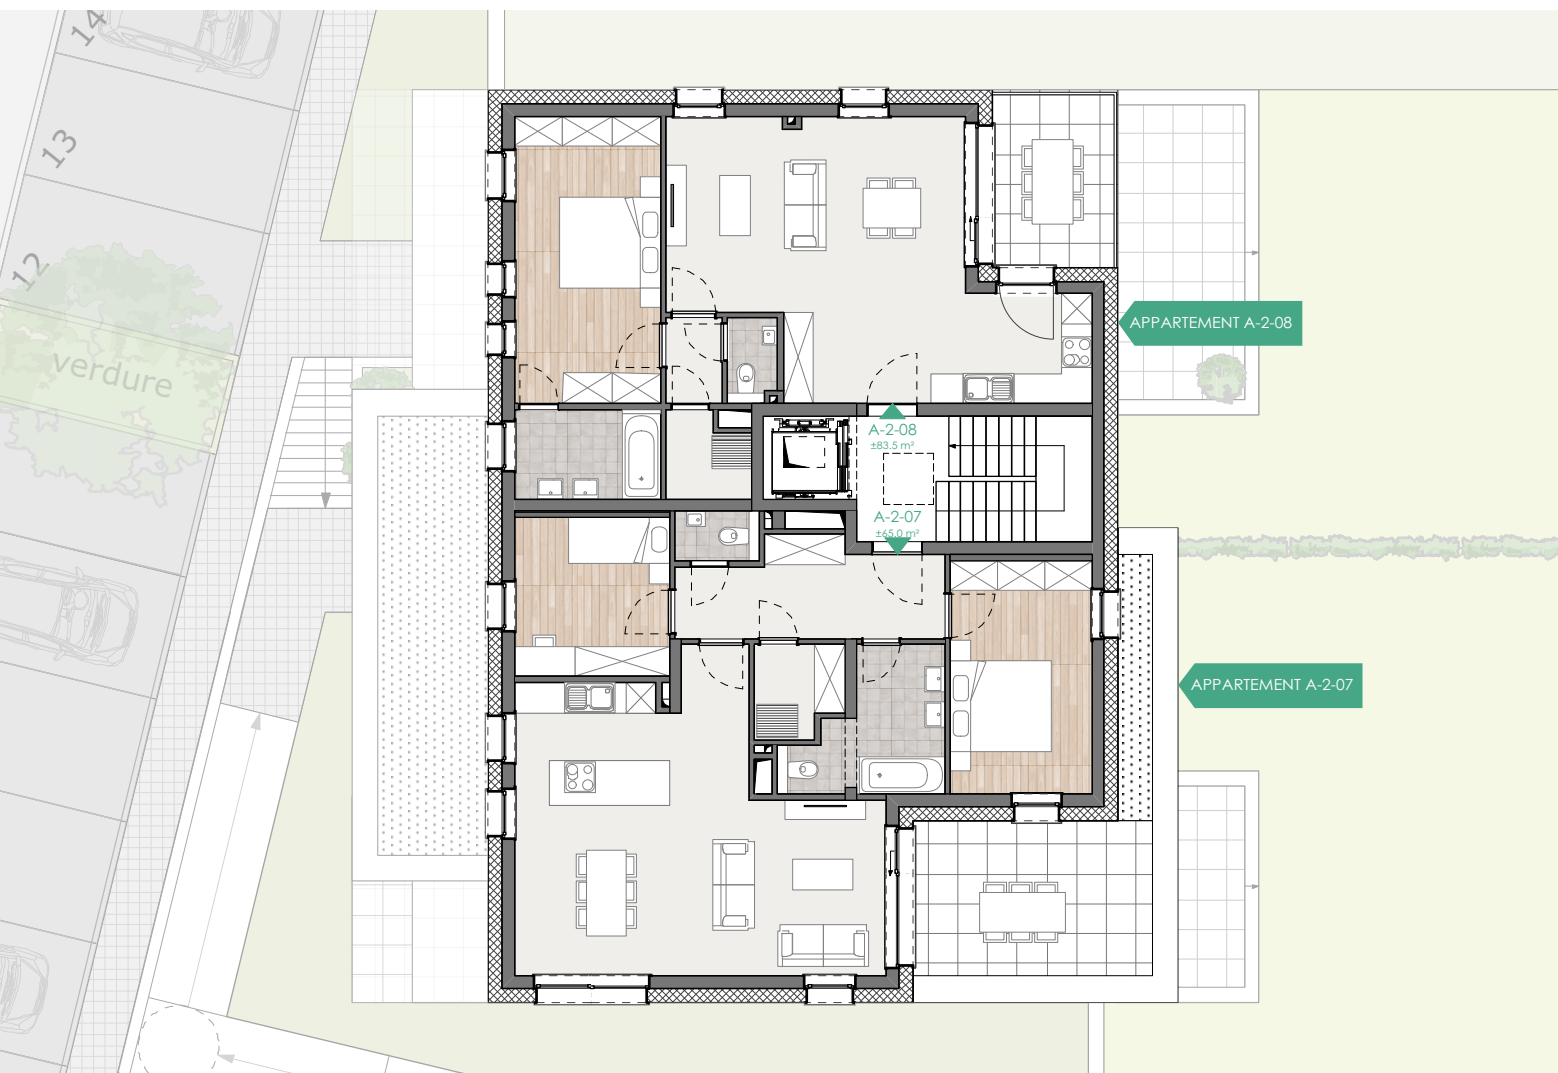 14
13
12
verdure
APPARTEMENT A-2-08
A-2-08
±83.5 m²
A-2-07
±65.0 m²
APPARTEMENT A-2-07